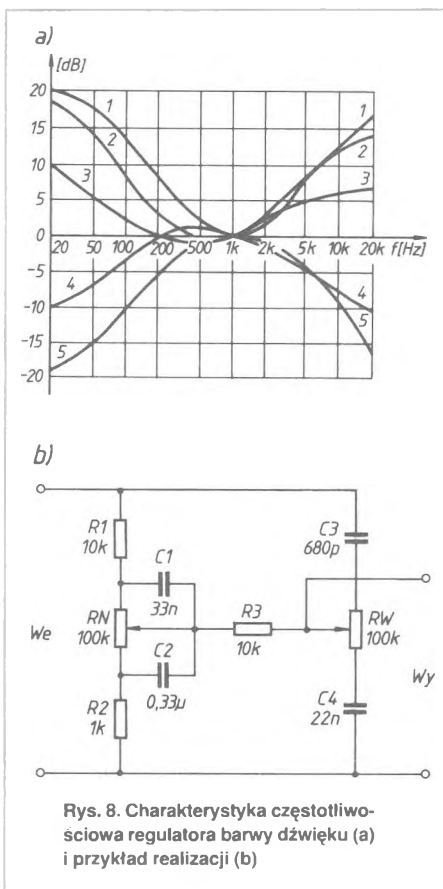 a)
[dB]
20
15
10
5
0
-5
-10
-15
-20
1
2
3
4
5
1
2
3
4
5
20 50 100 200 500 1k 2k 5k 10k 20k f[Hz]
b)
R1
10k
C1
33n
C3
680p
We
RN
100k
R3
10k
RW
100k
Wy
C2
0,33µ
C4
22n
R2
1k
Rys. 8. Charakterystyka częstotliwo-
ściowa regulatora barwy dźwięku (a)
i przykład realizacji (b)